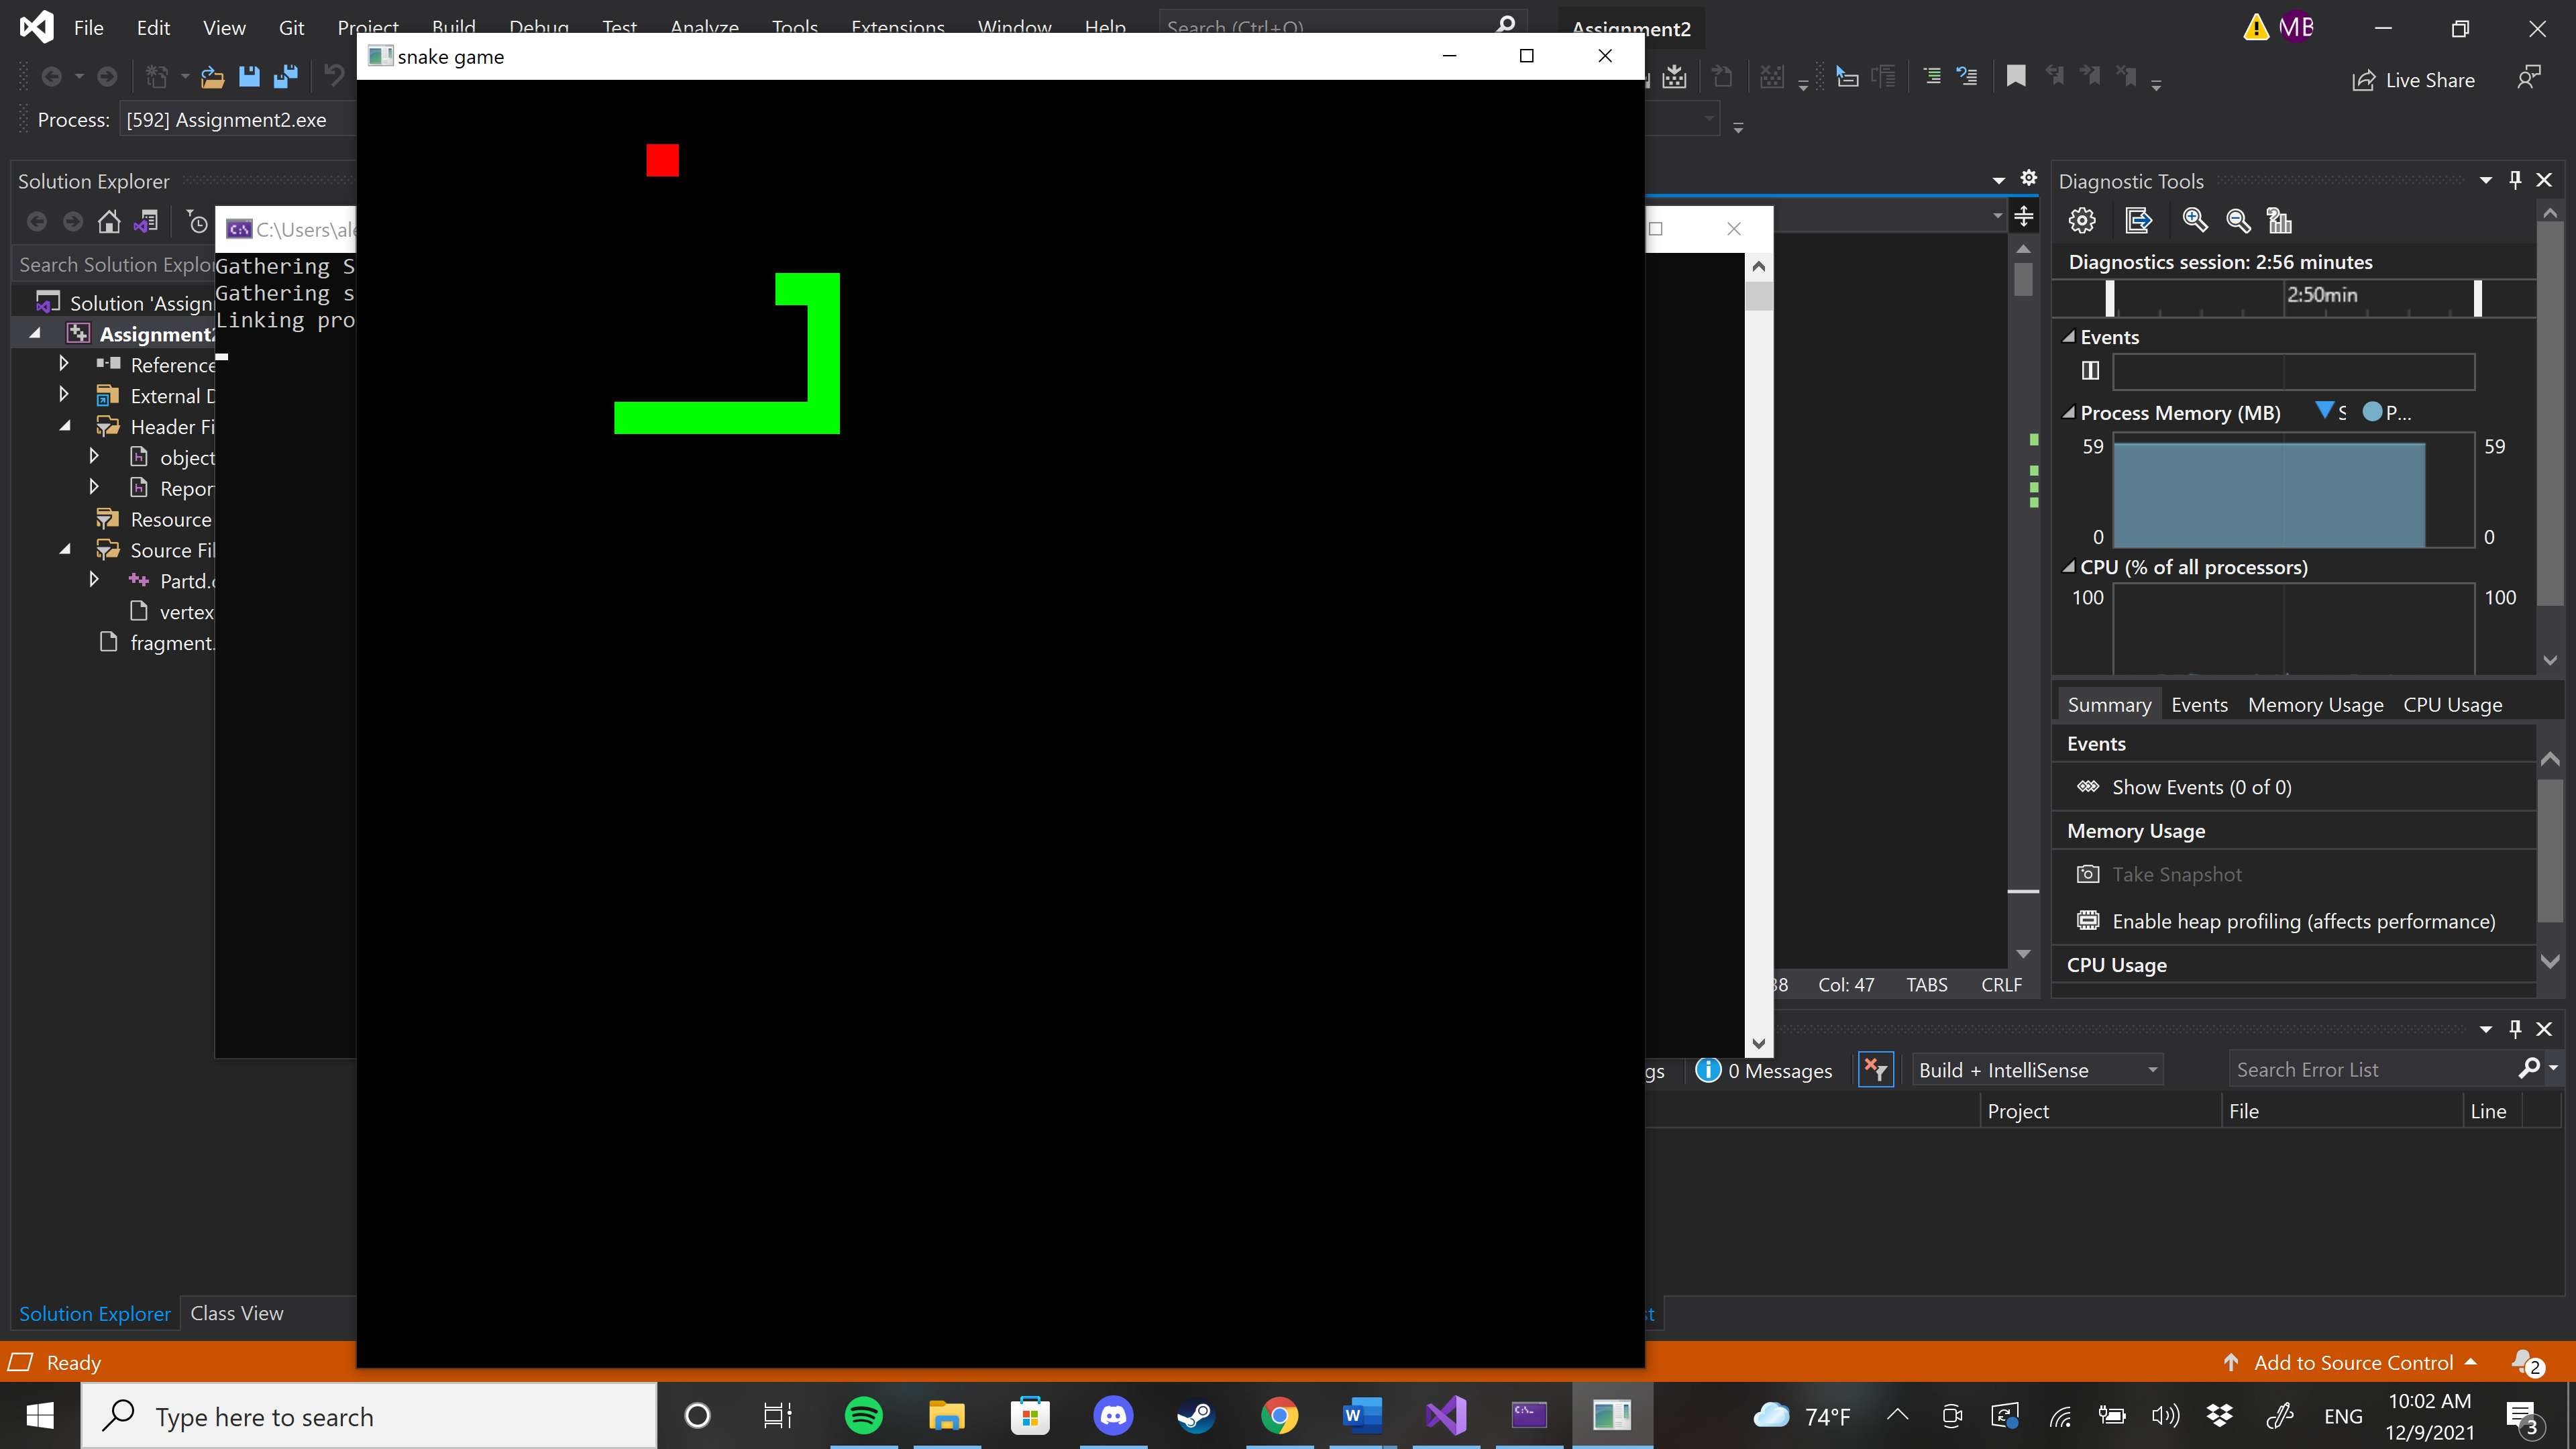 File Edit View Git Project Build Debug Test Analyze Tools Extensions Window Help Search (Ctrl+Q) Assignment2 MB
snake game
Live Share
Process: [592] Assignment2.exe
Solution Explorer
Search Solution Explo
Solution 'Assign
Assignment2
Reference
External D
Header Fi
object
Repor
Resource
Source Fil
Partd.c
vertex
fragment.
Solution Explorer Class View
C:\Users\ale
Gathering S
Gathering s
Linking pro
38 Col: 47 TABS CRLF
gs 0 Messages Build + IntelliSense Search Error List
Project File Line
st
Diagnostic Tools
Diagnostics session: 2:56 minutes
2:50min
Events
Process Memory (MB) S P...
59 59
0 0
CPU (% of all processors)
100 100
Summary Events Memory Usage CPU Usage
Events
Show Events (0 of 0)
Memory Usage
Take Snapshot
Enable heap profiling (affects performance)
CPU Usage
Ready Add to Source Control 2
Type here to search
74°F ENG 10:02 AM
12/9/2021 3